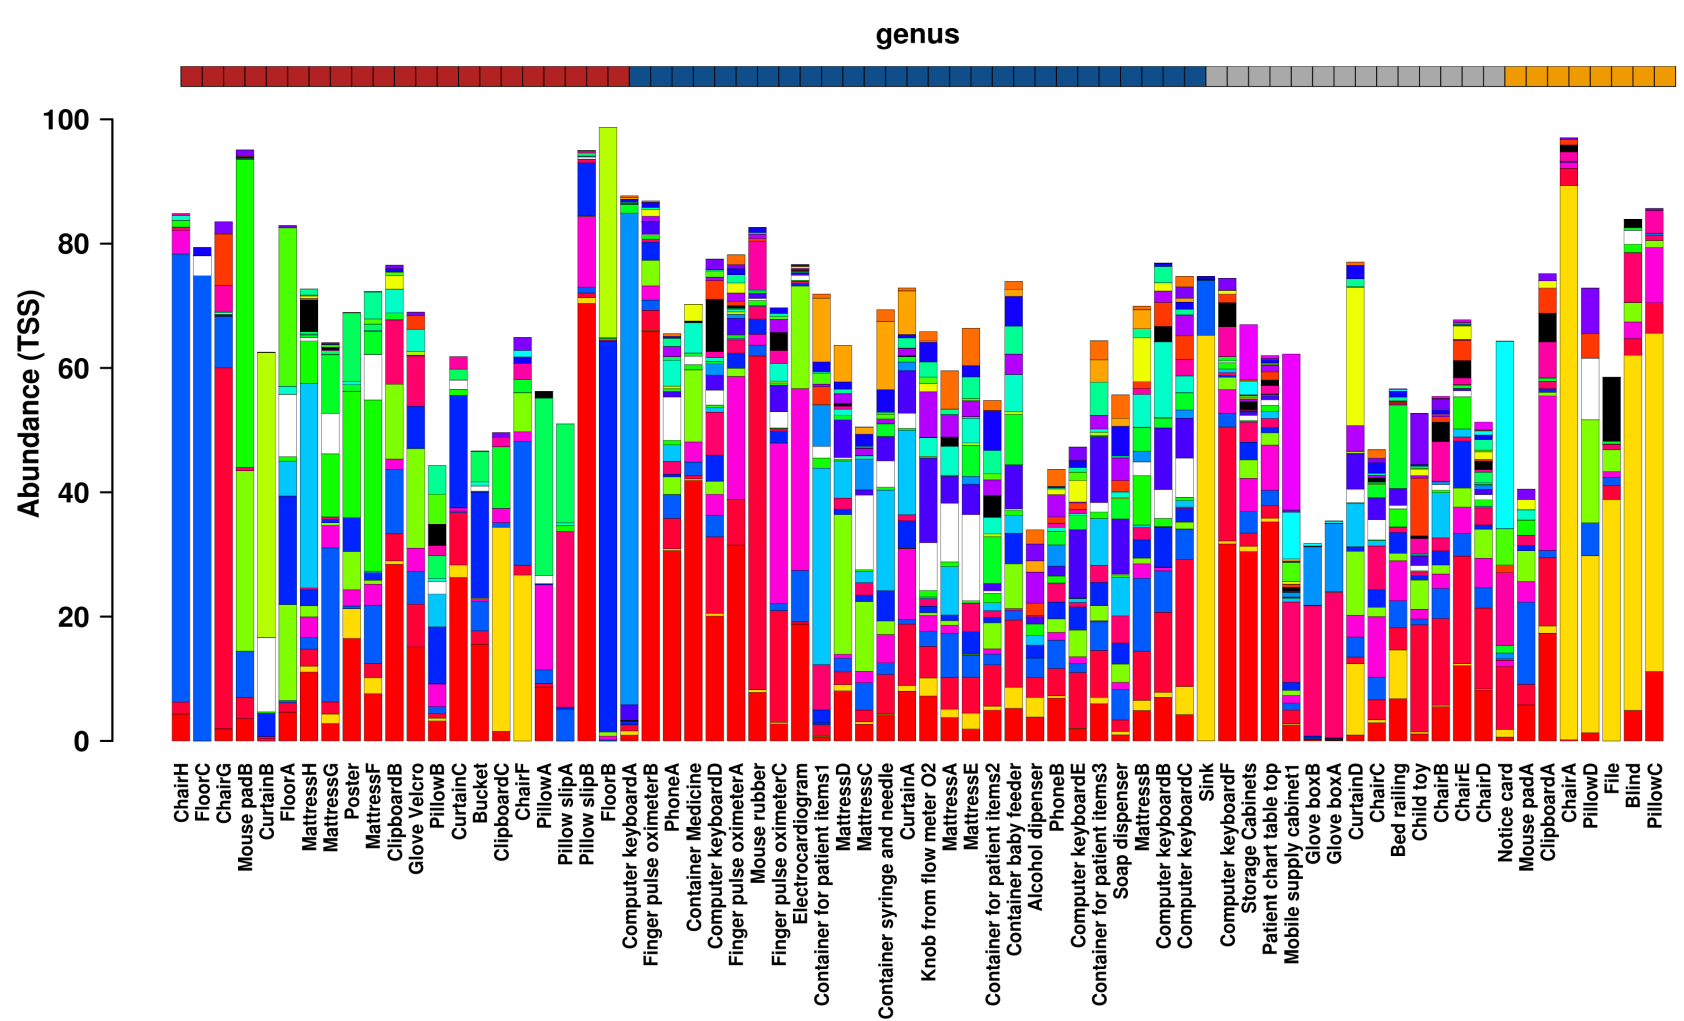 genus
Abundance (TSS)
100
80
60
40
20
0
ChairH
FloorC
ChairG
Mouse padB
CurtainB
FloorA
MattressH
MattressG
Poster
MattressF
ClipboardB
Glove Velcro
PillowB
CurtainC
Bucket
ClipboardC
ChairF
PillowA
Pillow slipA
Pillow slipB
FloorB
Computer keyboardA
Finger pulse oximeterB
PhoneA
Container Medicine
Computer keyboardD
Finger pulse oximeterA
Mouse rubber
Finger pulse oximeterC
Electrocardiogram
Container for patient items1
MattressD
MattressC
Container syringe and needle
CurtainA
Knob from flow meter O2
MattressA
MattressE
Container for patient items2
Container baby feeder
Alcohol dipenser
PhoneB
Computer keyboardE
Container for patient items3
Soap dispenser
MattressB
Computer keyboardB
Computer keyboardC
Sink
Computer keyboardF
Storage Cabinets
Patient chart table top
Mobile supply cabinet1
Glove boxB
Glove boxA
CurtainD
ChairC
Bed railing
Child toy
ChairB
ChairE
ChairD
Notice card
Mouse padA
ClipboardA
ChairA
PillowD
File
Blind
PillowC